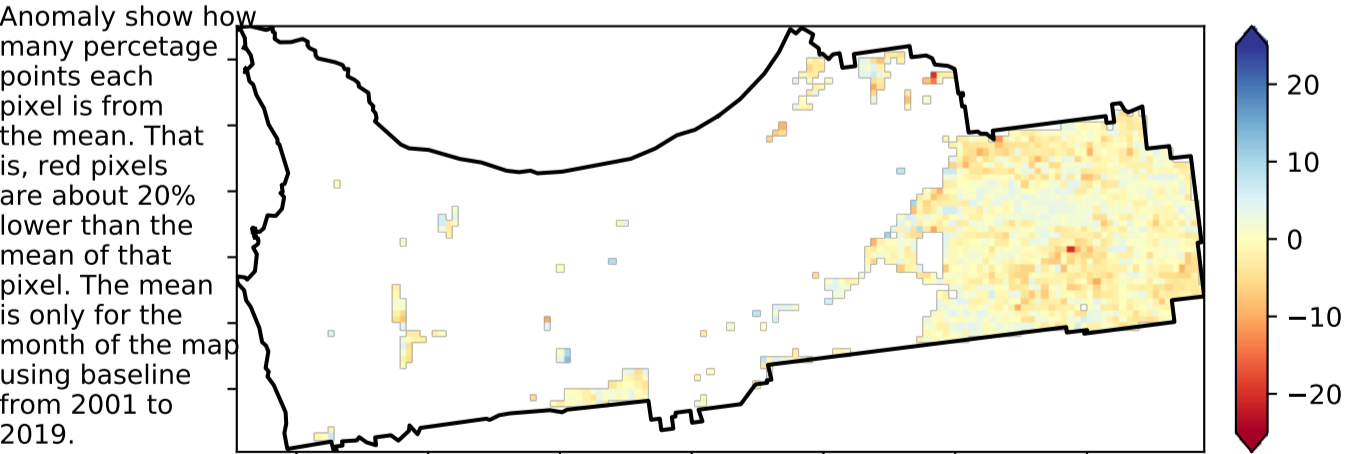 Anomaly show how
many percetage
points each
pixel is from
the mean. That
is, red pixels
are about 20%
lower than the
mean of that
pixel. The mean
is only for the
month of the map
using baseline
from 2001 to
2019.
20
10
0
−10
−20